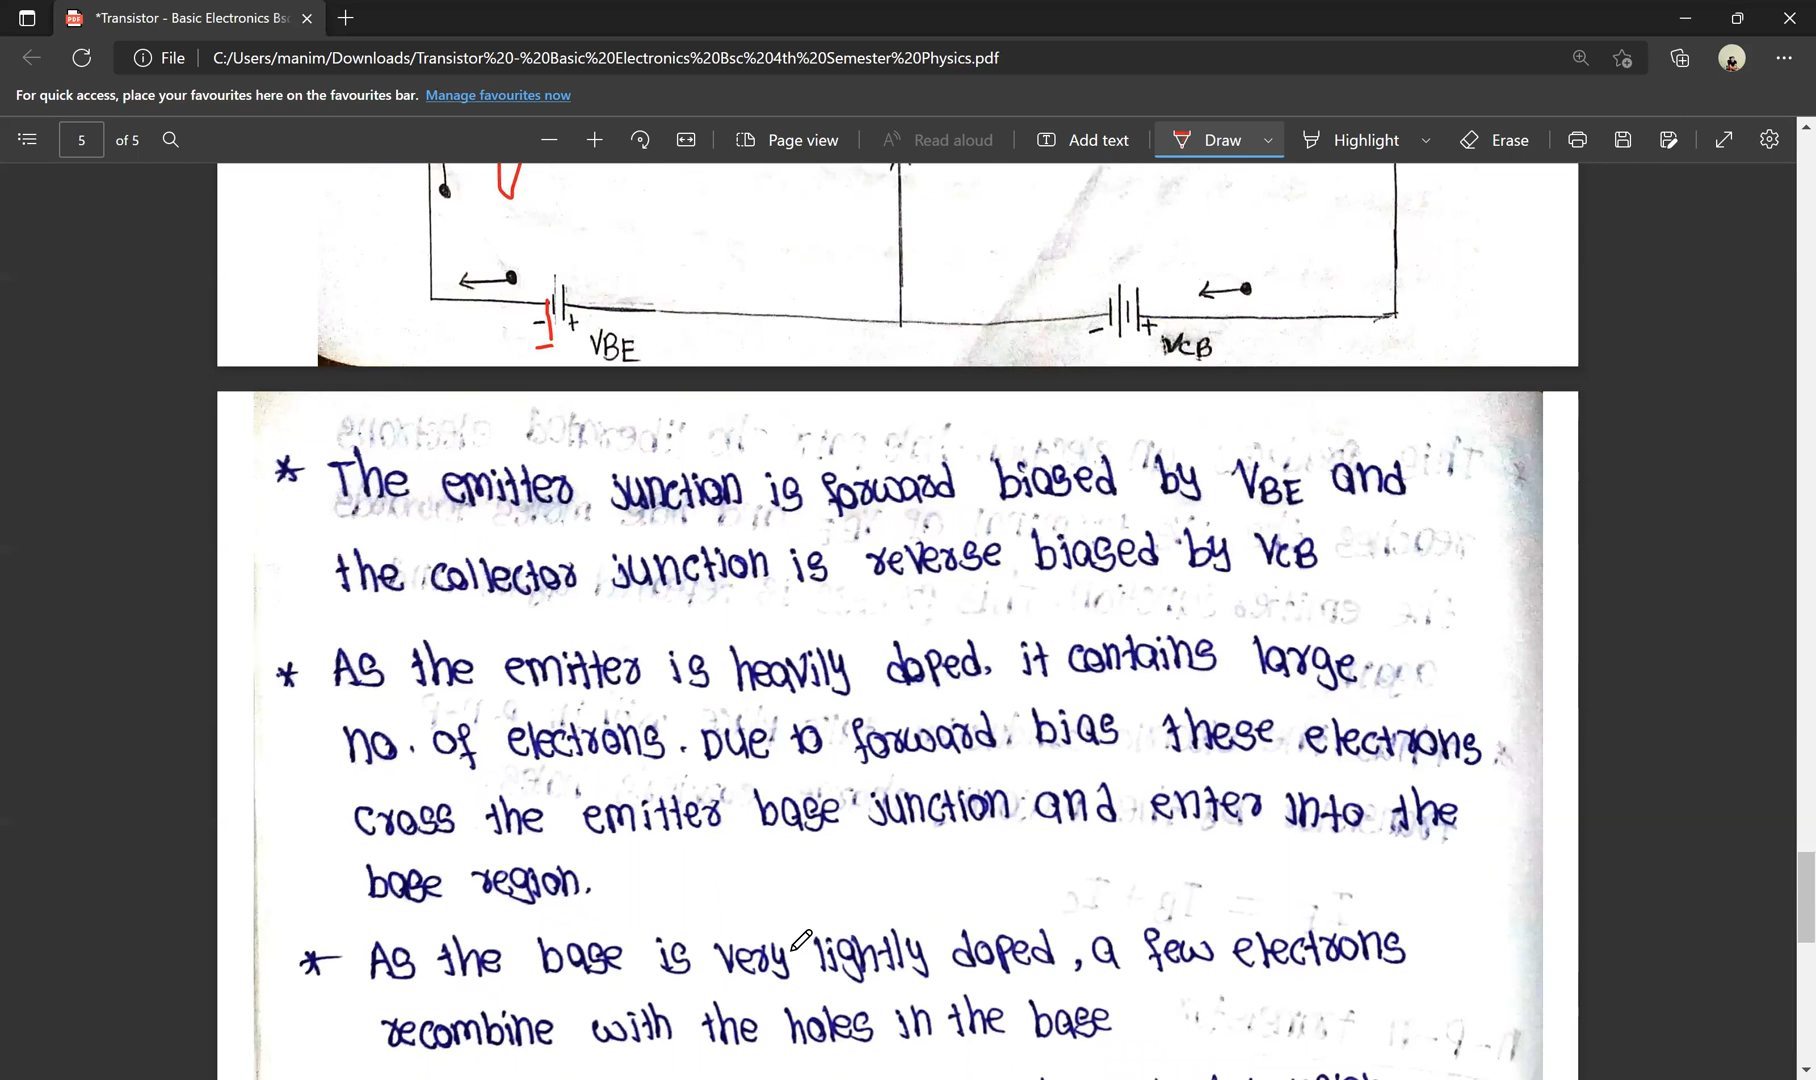 *Transistor - Basic Electronics Bs
File C:/Users/manim/Downloads/Transistor%20-%20Basic%20Electronics%20Bsc%204th%20Semester%20Physics.pdf
For quick access, place your favourites here on the favourites bar. Manage favourites now
5 of 5 Page view Read aloud Add text Draw Highlight Erase
- + VBE - + VCB
* The emitter junction is forward biased by VBE and
the collector junction is reverse biased by VCB
* As the emitter is heavily doped, it contains large
no. of electrons. Due to forward bias these electrons
cross the emitter base junction and enter into the
base region.
* As the base is very lightly doped, a few electrons
recombine with the holes in the base